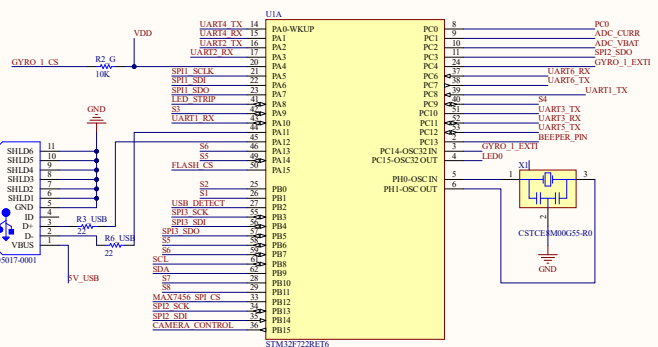 U1A
UART4_TX 14 PA0-WKUP PC0 8 PC0
UART4_RX 15 PA1 PC1 9 ADC_CURR
UART2_TX 16 PA2 PC2 10 ADC_VBAT
VDD
UART2_RX 17 PA3 PC3 11 SPI2_SDO
GYRO_1_CS R2_G 10K 20 PA4 PC4 24 GYRO_1_EXTI
SPI1_SCLK 21 PA5 PC6 37 UART6_RX
SPI1_SDI 22 PA6 PC7 38 UART6_TX
SPI1_SDO 23 PA7 PC8 39 UART1_TX
LED_STRIP 41 PA8 PC9 40 S4
S3 42 PA9 PC10 51 UART3_TX
UART1_RX 43 PA10 PC11 52 UART3_RX
GND
44 PA11 PC12 53 UART5_TX
45 PA12 PC13 2 BEEPER_PIN
S6 46 PA13 PC14-OSC32 IN 3 GYRO_1_EXTI
S5 49 PA14 PC15-OSC32 OUT 4 LED0
FLASH_CS 50 PA15
X1
PH0-OSC IN 5 1 3
PH1-OSC OUT 6
2
CSTCE8M00G55-R0
GND
S2 25 PB0
S1 26 PB1
USB_DETECT 27 PB2
SPI3_SCK 55 PB3
SPI3_SDI 56 PB4
SPI3_SDO 57 PB5
S5 58 PB6
S6 59 PB7
SCL 61 PB8
SDA 62 PB9
S7 28 PB10
S8 29 PB11
MAX7456_SPI_CS 33 PB12
SPI2_SCK 34 PB13
SPI2_SDI 35 PB14
CAMERA_CONTROL 36 PB15
STM32F722RET6
SHLD6 11
SHLD5 10
SHLD4 9
SHLD3 8
SHLD2 7
SHLD1 6
GND 5
ID 4
D+ 3 R3_USB 22
D- 2 R6_USB 22
VBUS 1
05017-0001
5V_USB